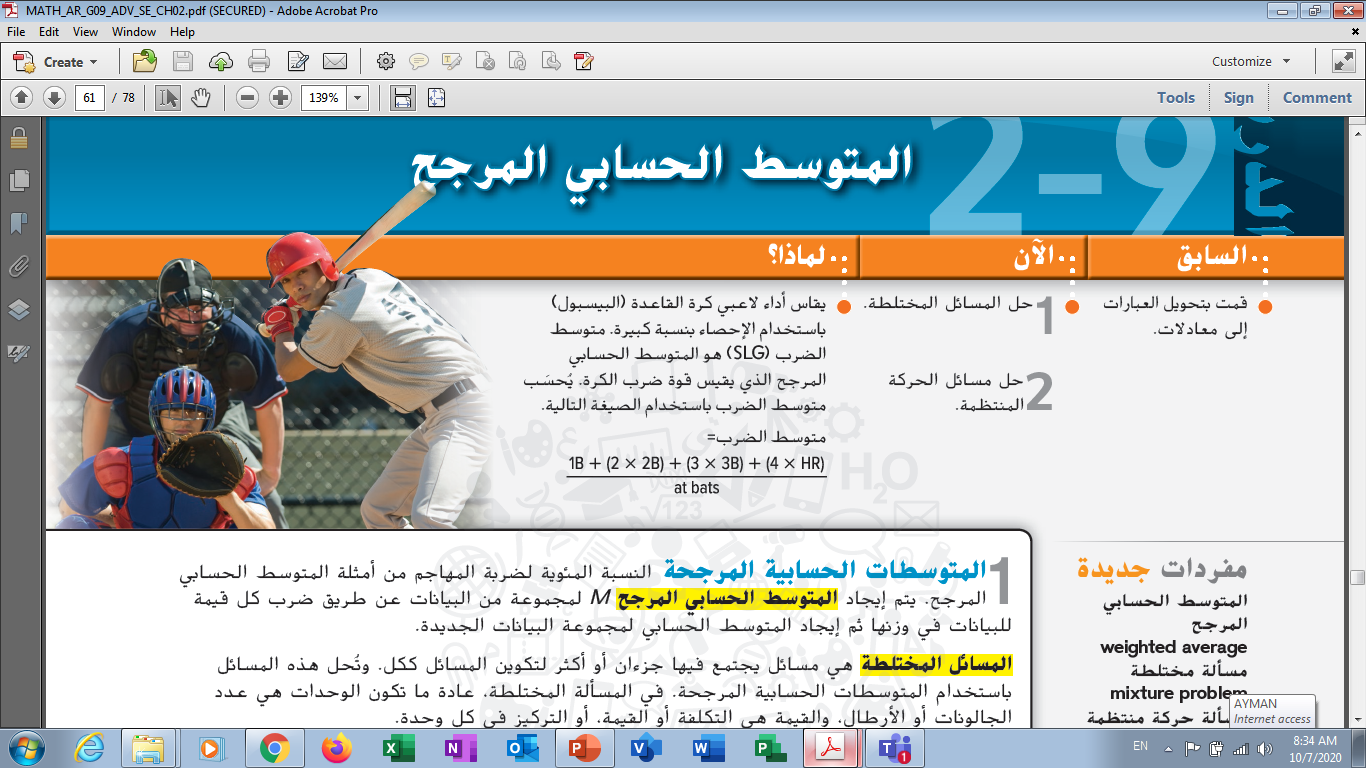 MATH_AR_G09_ADV_SE_CH02.pdf (SECURED) - Adobe Acrobat Pro
File Edit View Window Help
Create
Customize
61 / 78
139%
Tools Sign Comment
2-9
المتوسط الحسابي المرجح
السابق
الآن
لماذا؟
قمت بتحويل العبارات
إلى معادلات.
1 حل المسائل المختلطة.
2 حل مسائل الحركة
المنتظمة.
يقاس أداء لاعبي كرة القاعدة (البيسبول)
باستخدام الإحصاء بنسبة كبيرة. متوسط
الضرب (SLG) هو المتوسط الحسابي
المرجح الذي يقيس قوة ضرب الكرة. يُحسَب
متوسط الضرب باستخدام الصيغة التالية.
متوسط الضرب=
1B + (2 × 2B) + (3 × 3B) + (4 × HR)
at bats
H₂O
√123
مفردات جديدة
المتوسط الحسابي
المرجح
weighted average
مسألة مختلطة
mixture problem
حركة منتظمة
1 المتوسطات الحسابية المرجحة النسبة المئوية لضربة المهاجم من أمثلة المتوسط الحسابي
المرجح. يتم إيجاد المتوسط الحسابي المرجح M لمجموعة من البيانات عن طريق ضرب كل قيمة
للبيانات في وزنها ثم إيجاد المتوسط الحسابي لمجموعة البيانات الجديدة.
المسائل المختلطة هي مسائل يجتمع فيها جزءان أو أكثر لتكوين المسائل ككل. وتُحل هذه المسائل
باستخدام المتوسطات الحسابية المرجحة. في المسألة المختلطة. عادة ما تكون الوحدات هي عدد
الجالونات أو الأرطال. والقيمة هي التكلفة أو القيمة. أو التركيز في كل وحدة.
AYMAN
Internet access
EN
8:34 AM
10/7/2020